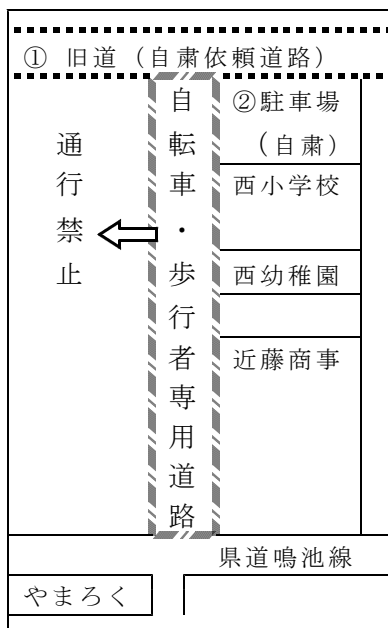 ① 旧道（自粛依頼道路）
通行禁止
自転車・歩行者専用道路
②駐車場
（自粛）
西小学校
西幼稚園
近藤商事
県道鳴池線
やまろく